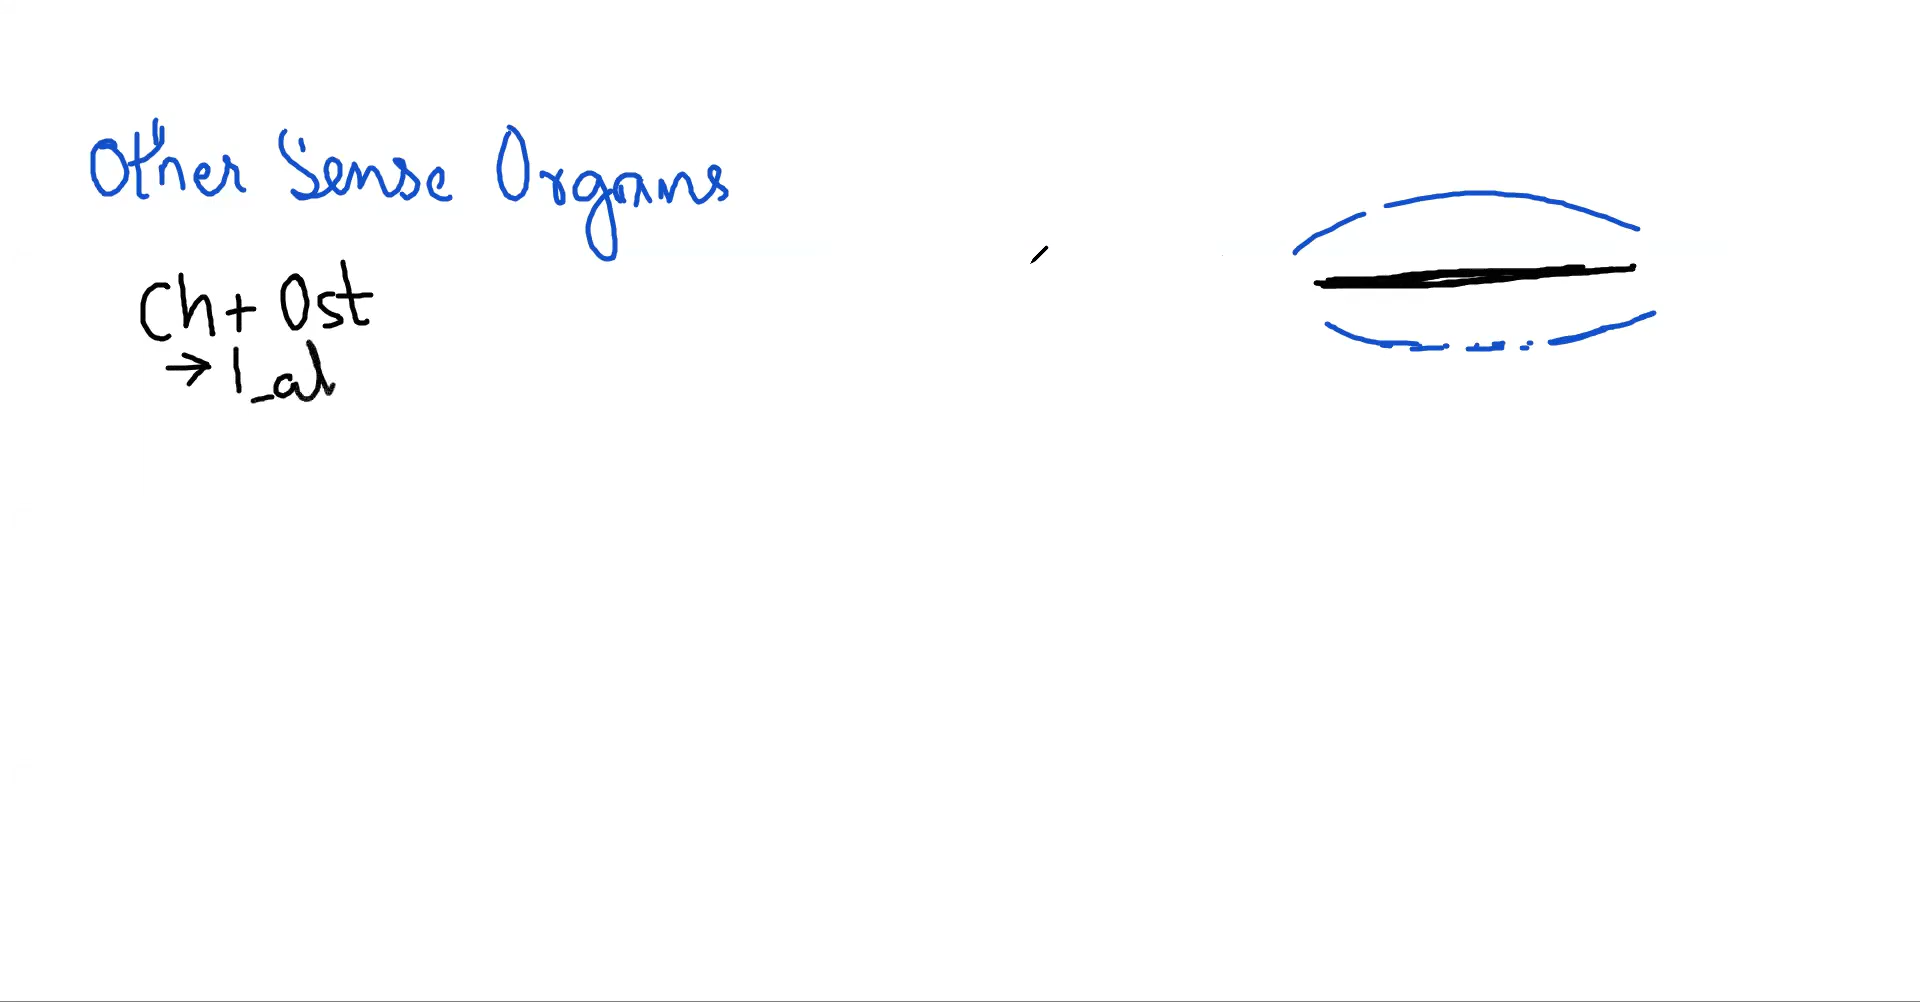 Other Sense Organs
Ch + Ost
→ l_al